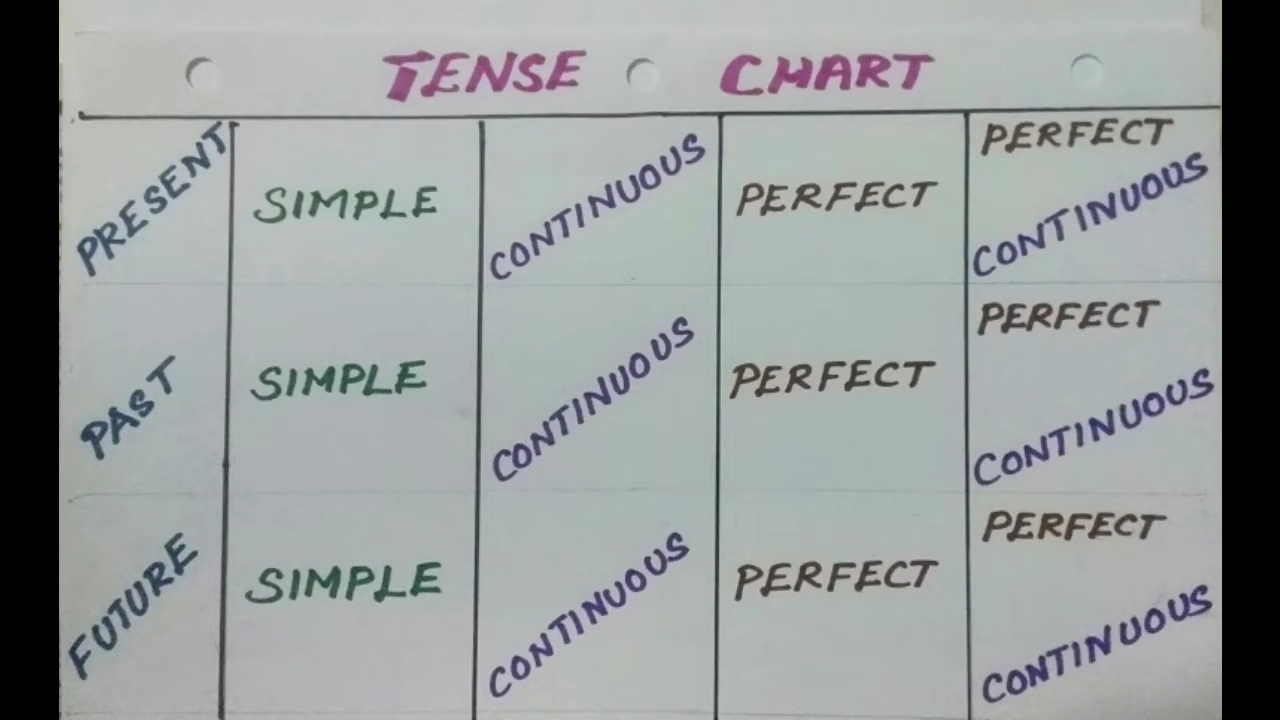 TENSE CHART
PRESENT
SIMPLE
CONTINUOUS
PERFECT
PERFECT
CONTINUOUS
PAST
SIMPLE
CONTINUOUS
PERFECT
PERFECT
CONTINUOUS
FUTURE
SIMPLE
CONTINUOUS
PERFECT
PERFECT
CONTINUOUS